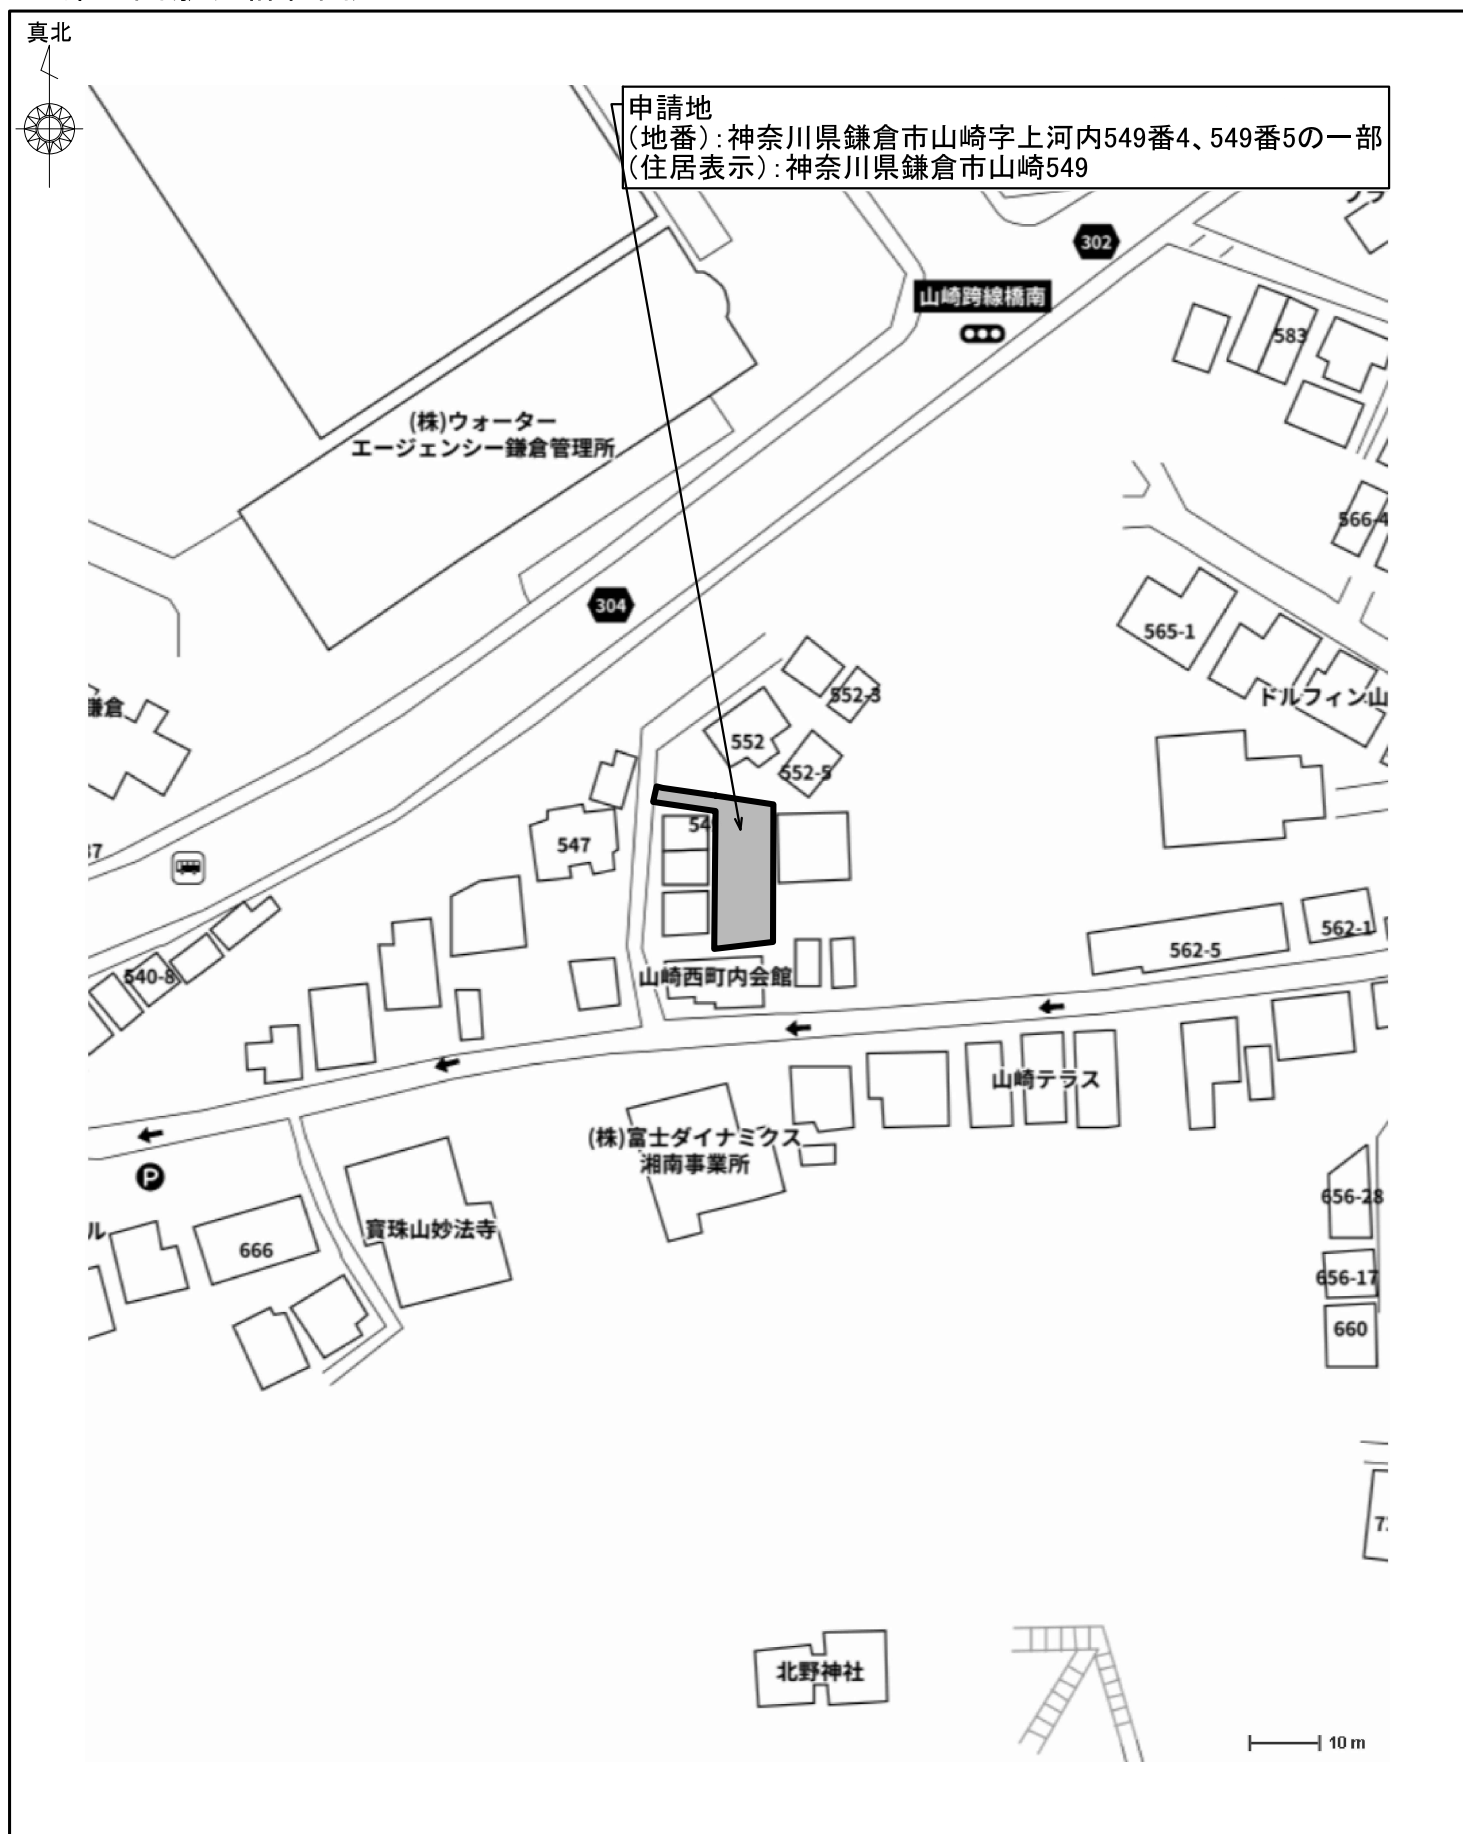 真北
申請地
(地番):神奈川県鎌倉市山崎字上河内549番4、549番5の一部
(住居表示):神奈川県鎌倉市山崎549
302
山崎跨線橋南
583
(株)ウォーター
エージェンシー鎌倉管理所
566-4
304
565-1
552-3
ドルフィン山
鎌倉
552
552-5
54
547
37
562-1
562-5
540-8
山崎西町内会館
山崎テラス
(株)富士ダイナミクス
湘南事業所
P
656-28
ル
寳珠山妙法寺
666
656-17
660
北野神社
10 m